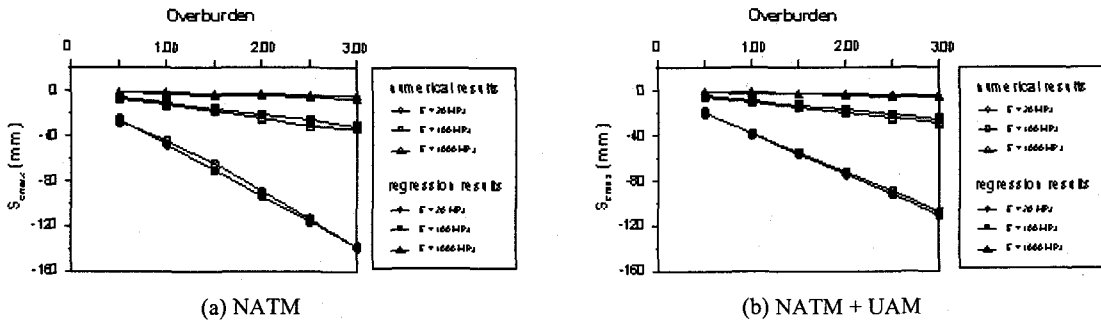 Overburden
0 1.00 2.00 3.00
0
-40
-80
-120
-160
S (mm)
numerical results
E = 26 MPa
E = 166 MPa
E = 1666 MPa
regression results
E = 26 MPa
E = 166 MPa
E = 1666 MPa
(a) NATM
Overburden
0 1.00 2.00 3.00
0
-40
-80
-120
-160
S (mm)
numerical results
E = 26 MPa
E = 166 MPa
E = 1666 MPa
regression results
E = 26 MPa
E = 166 MPa
E = 1666 MPa
(b) NATM + UAM